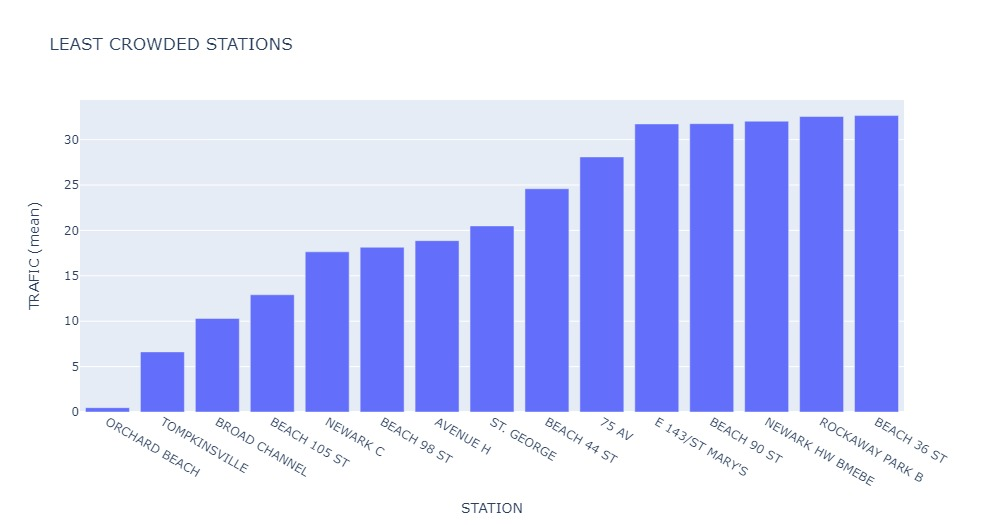 LEAST CROWDED STATIONS
TRAFIC (mean)
30
25
20
15
10
5
0
ORCHARD BEACH
TOMPKINSVILLE
BROAD CHANNEL
BEACH 105 ST
NEWARK C
BEACH 98 ST
AVENUE H
ST. GEORGE
BEACH 44 ST
75 AV
E 143/ST MARY'S
BEACH 90 ST
NEWARK HW BMEBE
ROCKAWAY PARK B
BEACH 36 ST
STATION